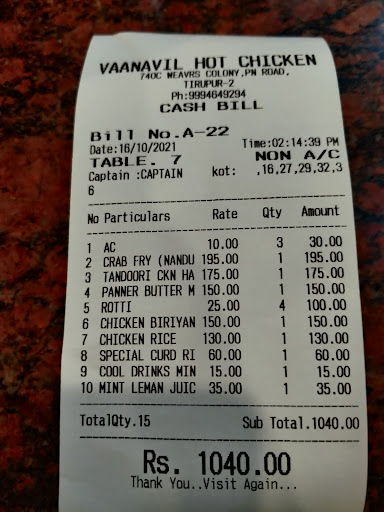 VAANAVIL HOT CHICKEN
740C WEAVRS COLONY,PN ROAD,
TIRUPUR-2
Ph:9994649294
CASH BILL
Bill No.A-22
Date:16/10/2021 Time:02:14:39 PM
TABLE. 7 NON A/C
Captain :CAPTAIN kot: ,16,27,29,32,3
6
No Particulars Rate Qty Amount
1 AC 10.00 3 30.00
2 CRAB FRY (NANDU 195.00 1 195.00
3 TANDOORI CKN HA 175.00 1 175.00
4 PANNER BUTTER M 150.00 1 150.00
5 ROTTI 25.00 4 100.00
6 CHICKEN BIRIYAN 150.00 1 150.00
7 CHICKEN RICE 130.00 1 130.00
8 SPECIAL CURD RI 60.00 1 60.00
9 COOL DRINKS MIN 15.00 1 15.00
10 MINT LEMAN JUIC 35.00 1 35.00
TotalQty.15 Sub Total.1040.00
Rs. 1040.00
Thank You..Visit Again...